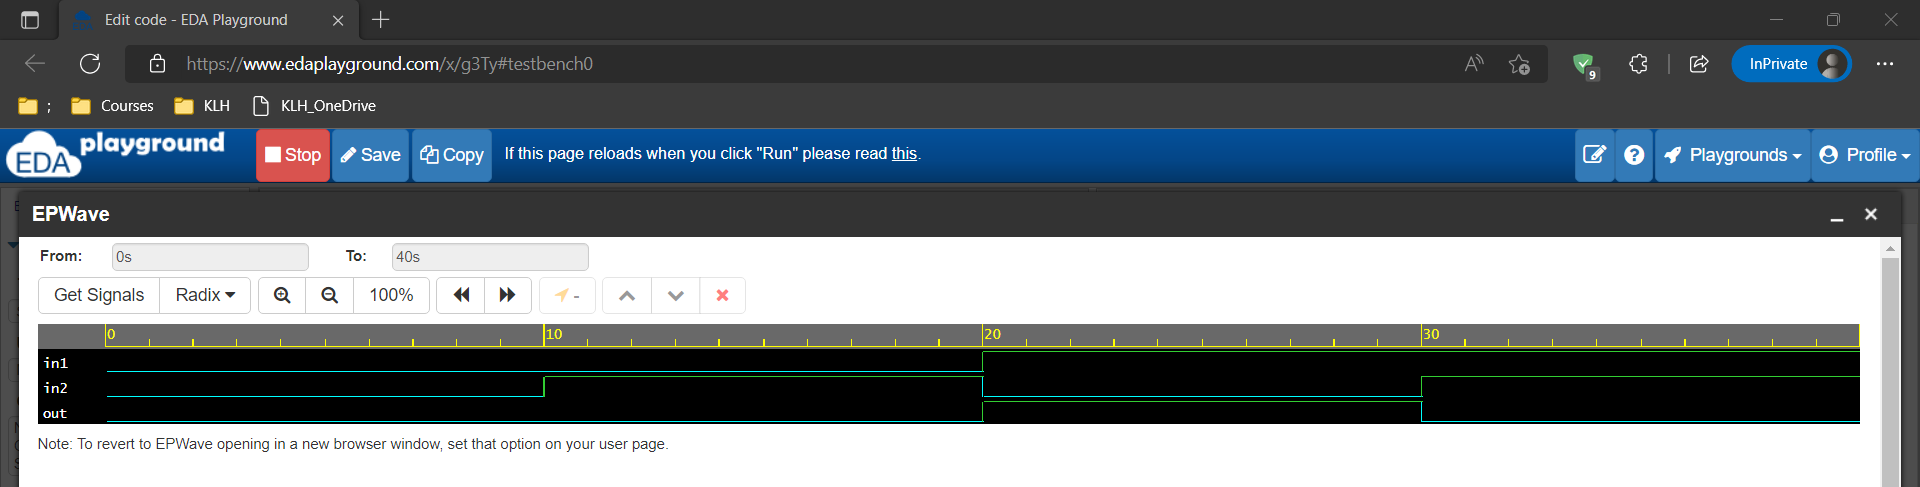 Edit code - EDA Playground
https://www.edaplayground.com/x/g3Ty#testbench0
9
InPrivate
;
Courses
KLH
KLH_OneDrive
EDA playground
Stop
Save
Copy
If this page reloads when you click "Run" please read this.
Playgrounds
Profile
EPWave
From:
0s
To:
40s
Get Signals
Radix
100%
-
0
10
20
30
in1
in2
out
Note: To revert to EPWave opening in a new browser window, set that option on your user page.